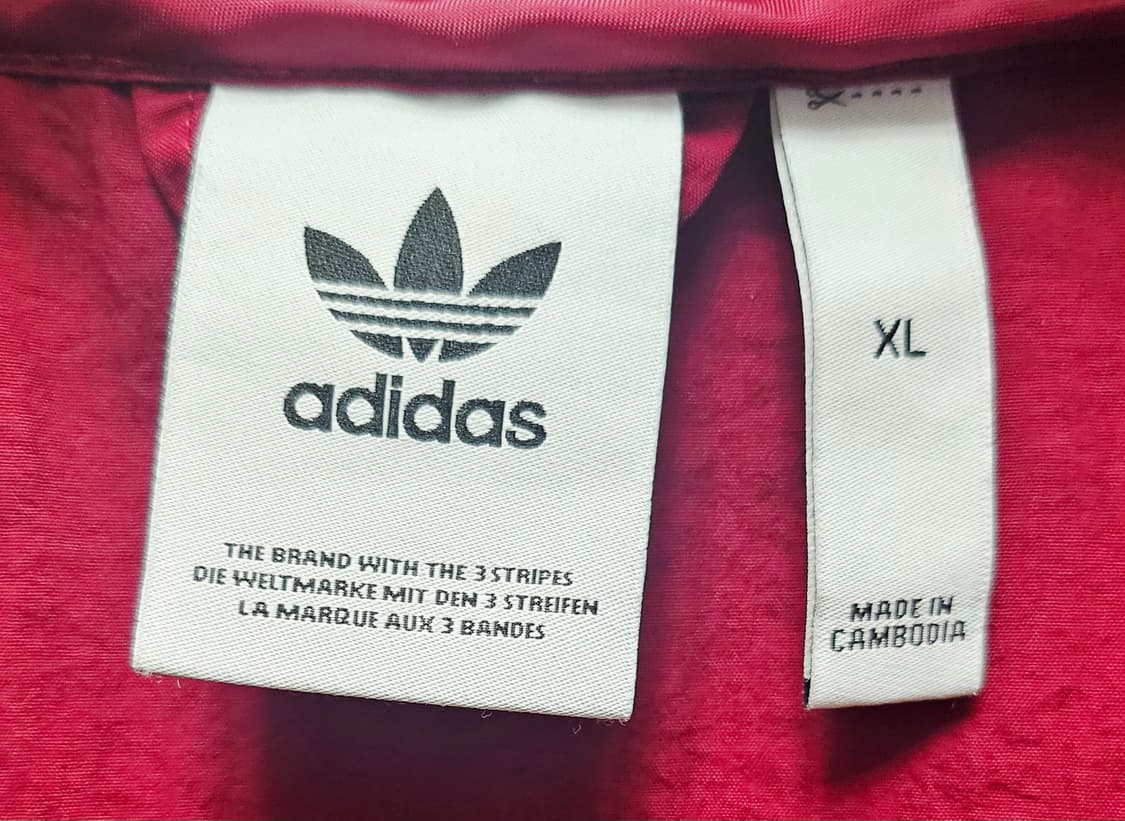 adidas
THE BRAND WITH THE 3 STRIPES
DIE WELTMARKE MIT DEN 3 STREIFEN
LA MARQUE AUX 3 BANDES
XL
MADE IN
CAMBODIA